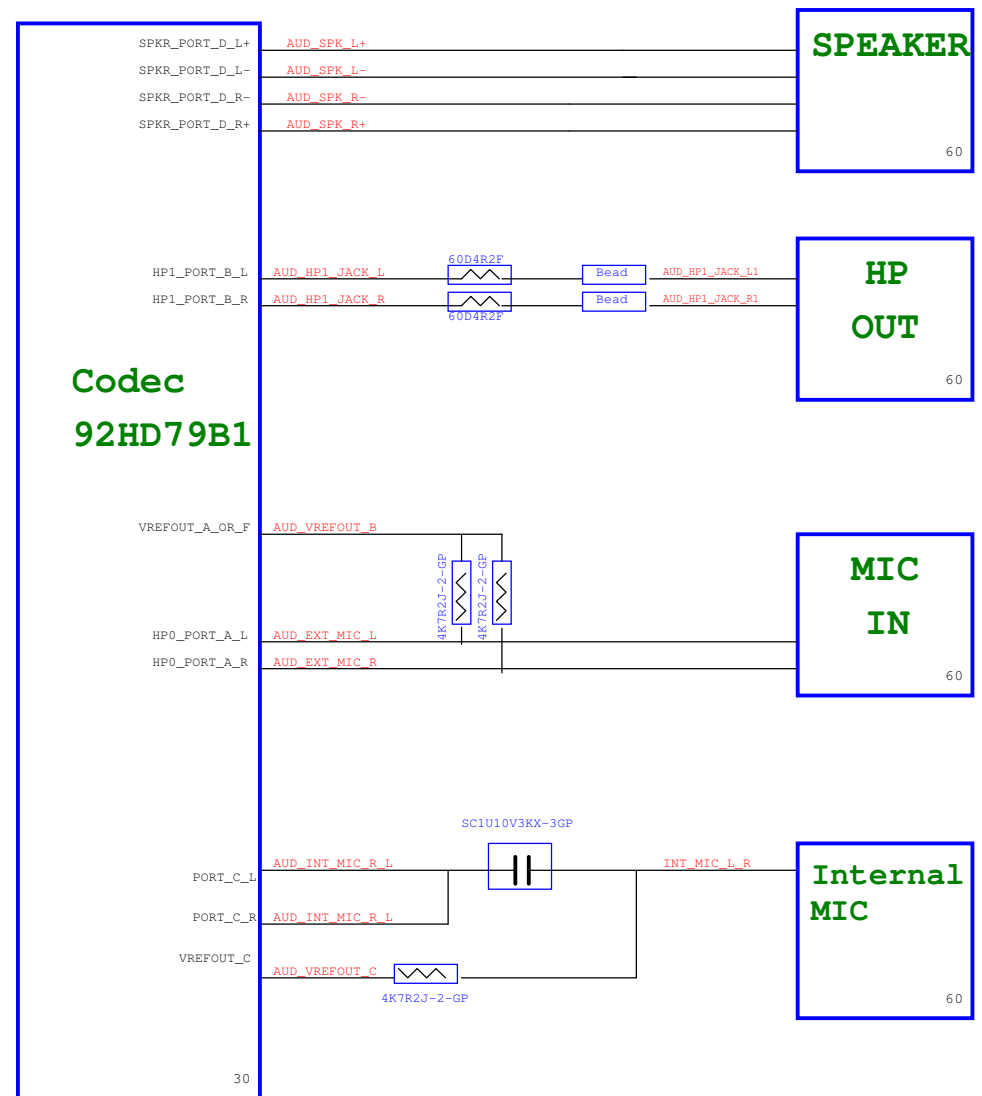 SPKR_PORT_D_L+ AUD_SPK_L+
SPKR_PORT_D_L- AUD_SPK_L-
SPKR_PORT_D_R- AUD_SPK_R-
SPKR_PORT_D_R+ AUD_SPK_R+
SPEAKER
60
HP1_PORT_B_L AUD_HP1_JACK_L 60D4R2F Bead AUD_HP1_JACK_L1
HP1_PORT_B_R AUD_HP1_JACK_R 60D4R2F Bead AUD_HP1_JACK_R1
HP
OUT
60
Codec
92HD79B1
VREFOUT_A_OR_F AUD_VREFOUT_B
4K7R2J-2-GP
4K7R2J-2-GP
HP0_PORT_A_L AUD_EXT_MIC_L
HP0_PORT_A_R AUD_EXT_MIC_R
MIC
IN
60
SC1U10V3KX-3GP
PORT_C_L AUD_INT_MIC_R_L INT_MIC_L_R
PORT_C_R AUD_INT_MIC_R_L
VREFOUT_C AUD_VREFOUT_C
4K7R2J-2-GP
Internal
MIC
60
30